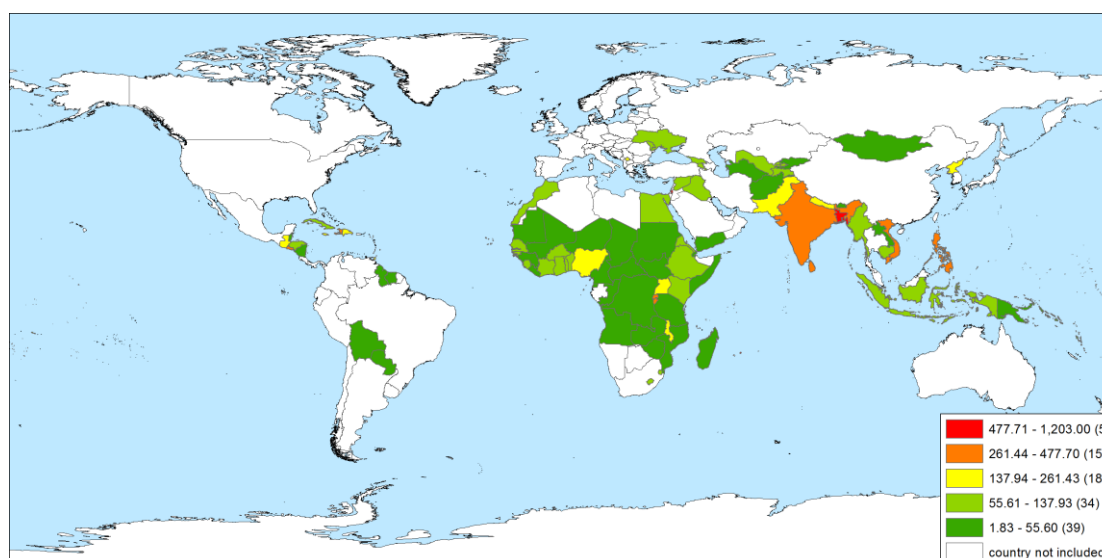 477.71 - 1,203.00 (5
261.44 - 477.70 (15
137.94 - 261.43 (18
55.61 - 137.93 (34)
1.83 - 55.60 (39)
country not included